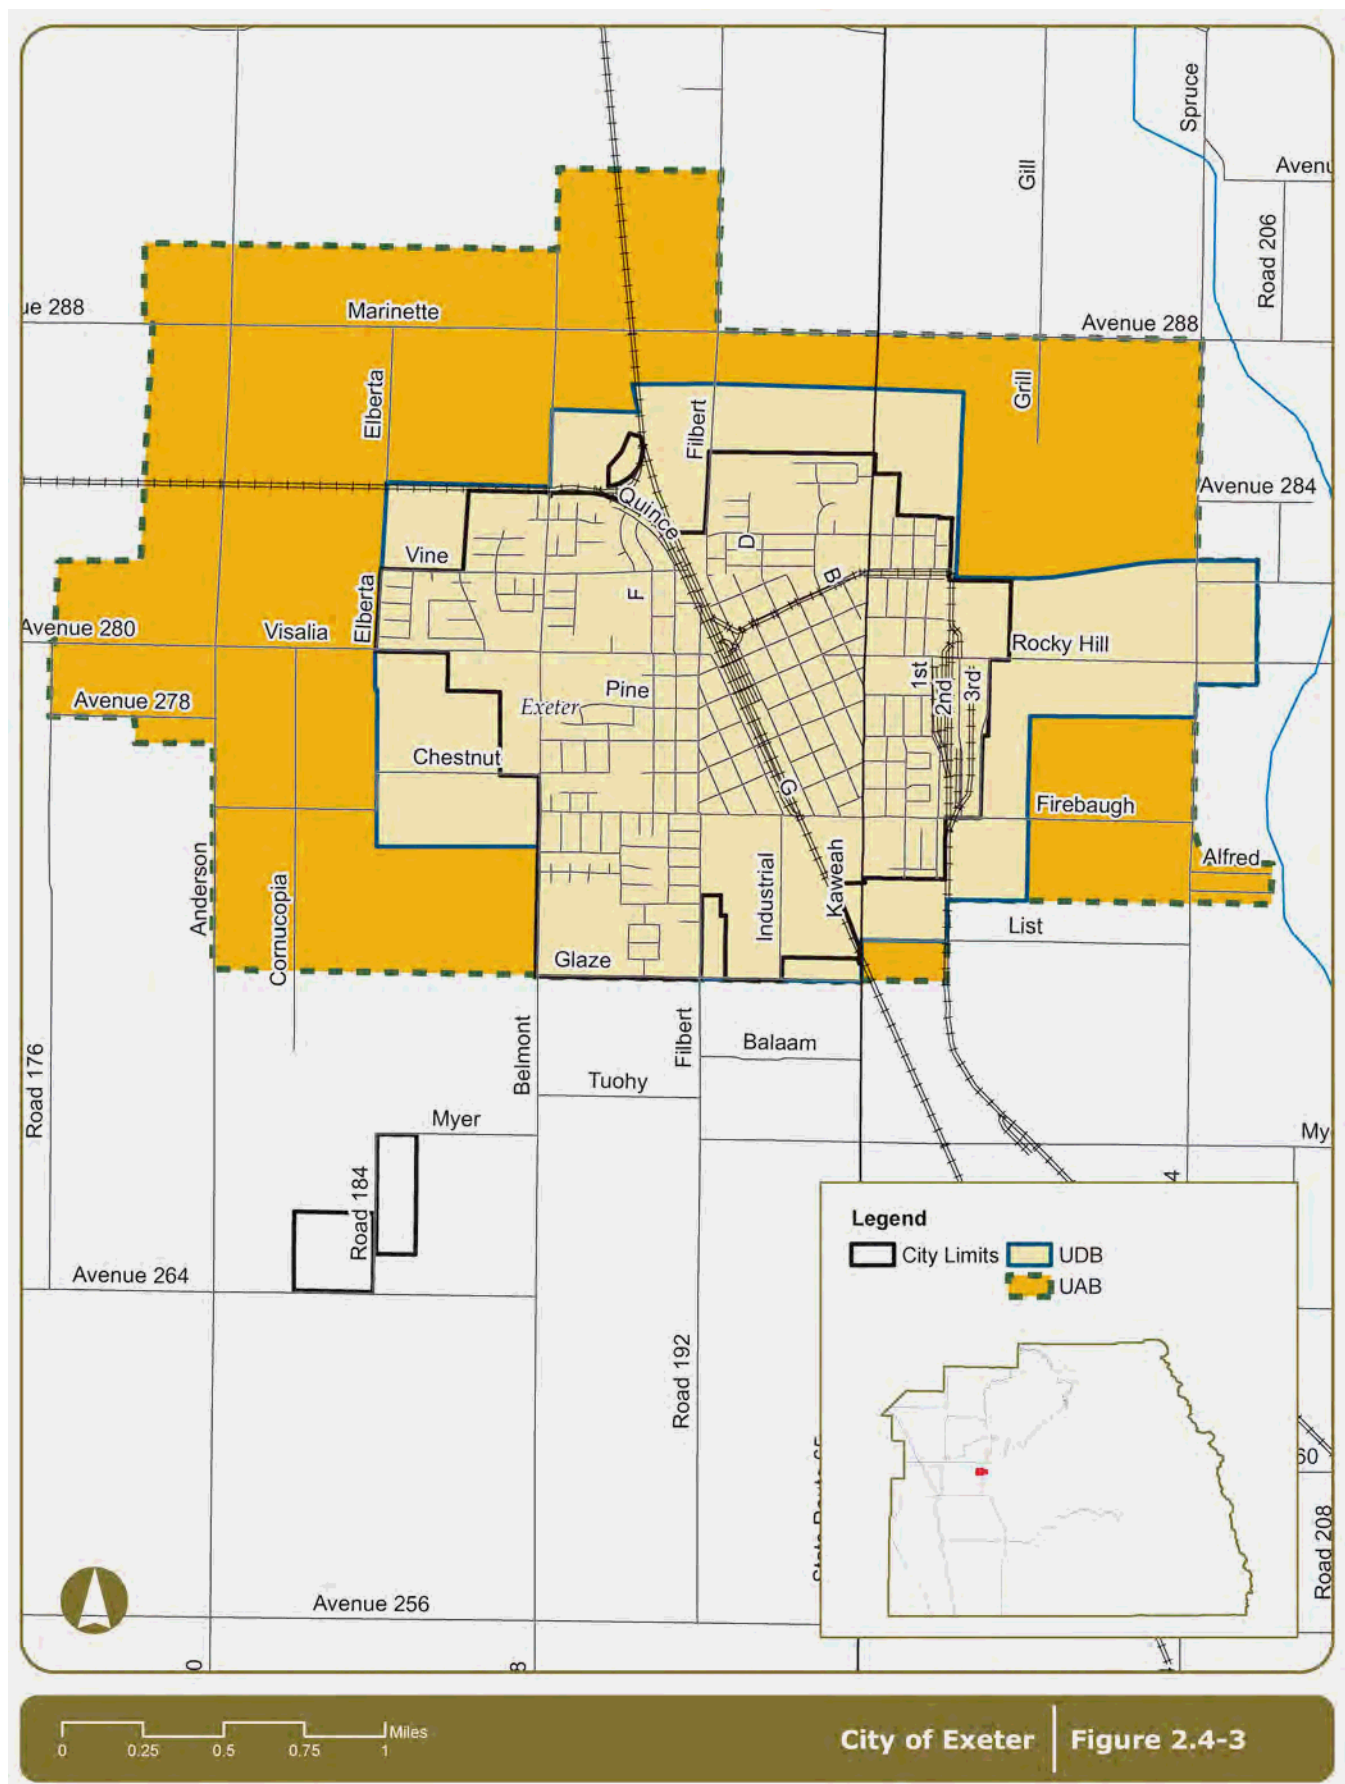 Spruce
Avenu
Gill
Road 206
ue 288
Marinette
Avenue 288
Elberta
Grill
Filbert
Avenue 284
Quince
D
Vine
B
F
Elberta
Avenue 280
Visalia
Rocky Hill
1st
2nd
3rd
Pine
Avenue 278
Exeter
Chestnut
G
Firebaugh
Anderson
Cornucopia
Industrial
Kaweah
Alfred
List
Glaze
Filbert
Belmont
Balaam
Road 176
Tuohy
Myer
My
Road 184
4
Avenue 264
Road 192
Legend
City Limits
UDB
UAB
60
Road 208
Avenue 256
0
8
Miles
0
0.25
0.5
0.75
1
City of Exeter
Figure 2.4-3